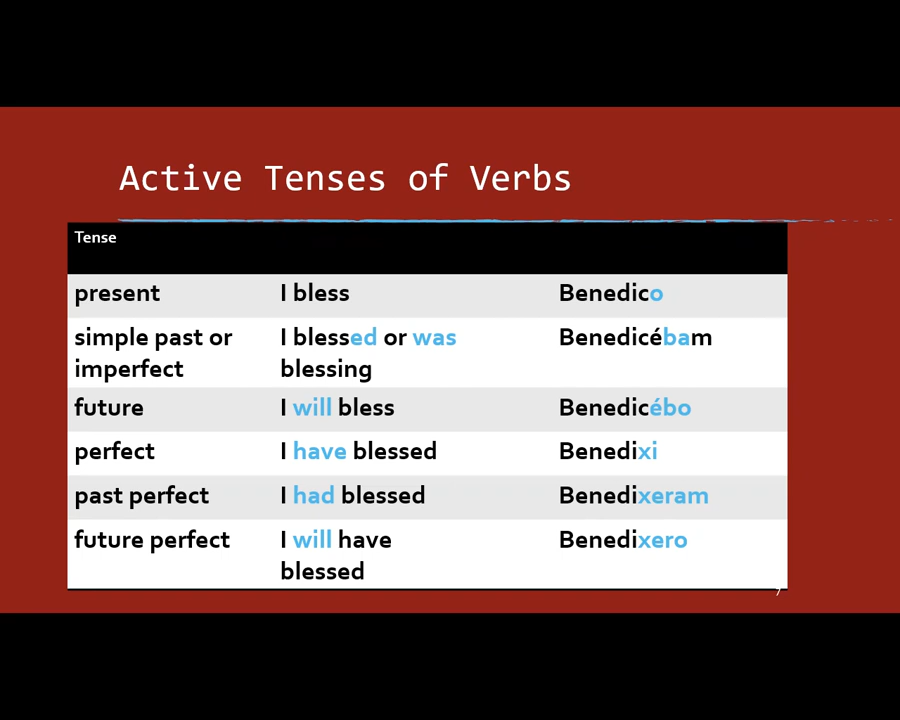 Active Tenses of Verbs
Tense
present I bless Benedico
simple past or I blessed or was Benedicébam
imperfect blessing
future I will bless Benedicébo
perfect I have blessed Benedixi
past perfect I had blessed Benedixeram
future perfect I will have Benedixero
blessed
7